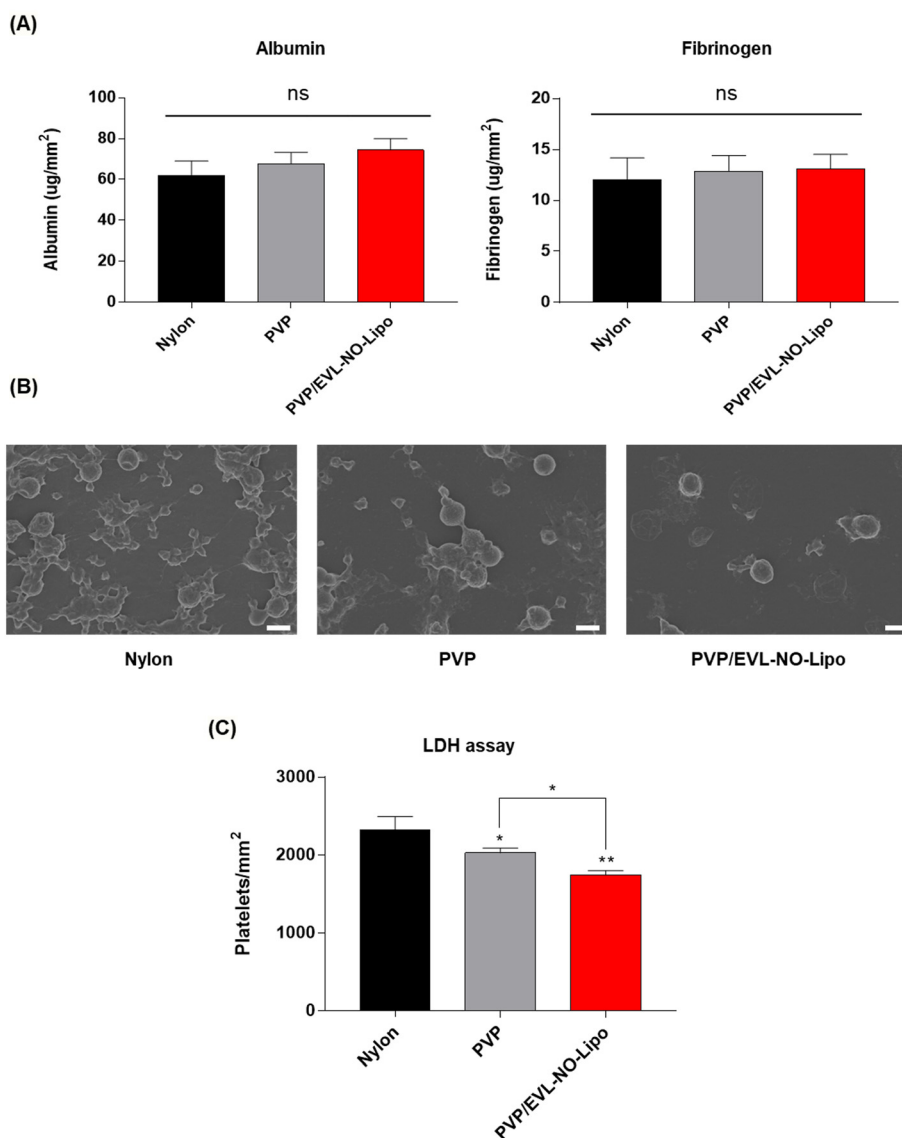 (A)
Albumin
Fibrinogen
ns
ns
100
80
60
40
20
0
Albumin (ug/mm²)
Nylon
PVP
PVP/EVL-NO-Lipo
20
15
10
5
0
Fibrinogen (ug/mm²)
Nylon
PVP
PVP/EVL-NO-Lipo
(B)
Nylon
PVP
PVP/EVL-NO-Lipo
(C)
LDH assay
3000
2000
1000
0
Platelets/mm²
*
*
**
Nylon
PVP
PVP/EVL-NO-Lipo